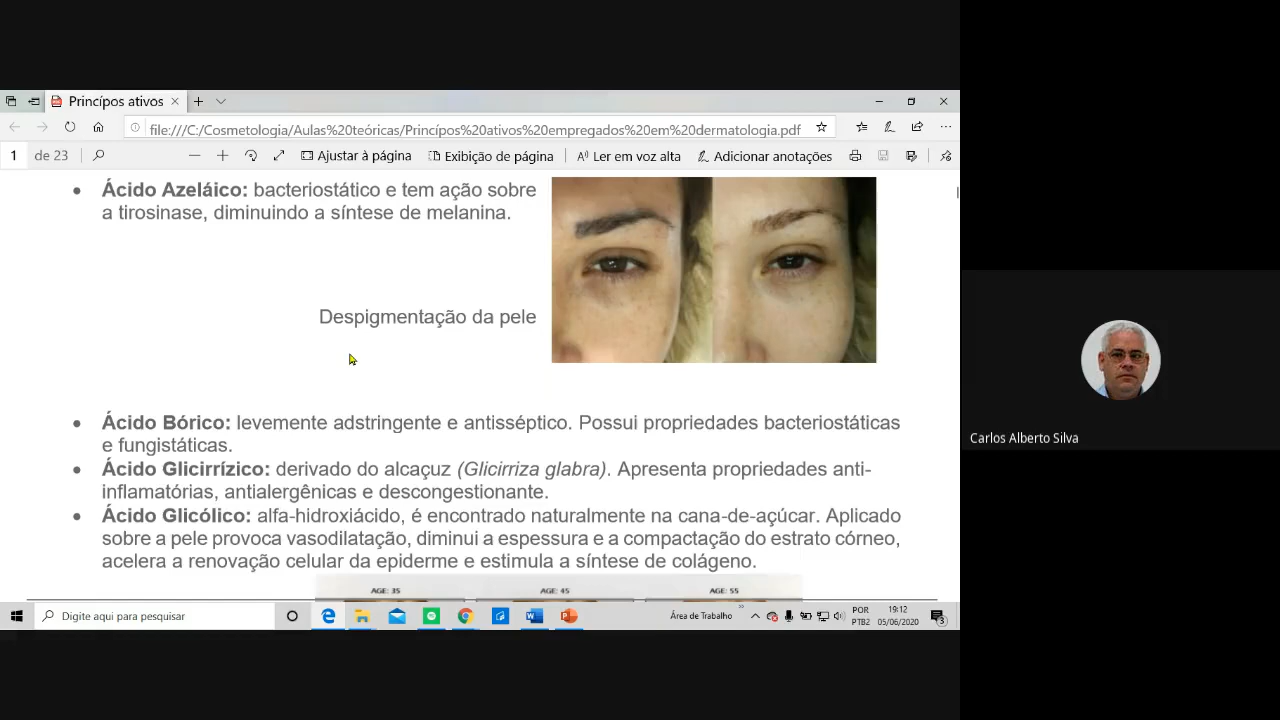 Princípos ativos
file:///C:/Cosmetologia/Aulas%20teóricas/Princípos%20ativos%20empregados%20em%20dermatologia.pdf
1 de 23 Ajustar à página Exibição de página Ler em voz alta Adicionar anotações
• Ácido Azeláico: bacteriostático e tem ação sobre
a tirosinase, diminuindo a síntese de melanina.
Despigmentação da pele
• Ácido Bórico: levemente adstringente e antisséptico. Possui propriedades bacteriostáticas
e fungistáticas.
• Ácido Glicirrízico: derivado do alcaçuz (Glicirriza glabra). Apresenta propriedades anti-
inflamatórias, antialergênicas e descongestionante.
• Ácido Glicólico: alfa-hidroxiácido, é encontrado naturalmente na cana-de-açúcar. Aplicado
sobre a pele provoca vasodilatação, diminui a espessura e a compactação do estrato córneo,
acelera a renovação celular da epiderme e estimula a síntese de colágeno.
AGE: 35 AGE: 45 AGE: 55
Digite aqui para pesquisar
Área de Trabalho
POR
PTB2
19:12
05/06/2020
3
Carlos Alberto Silva